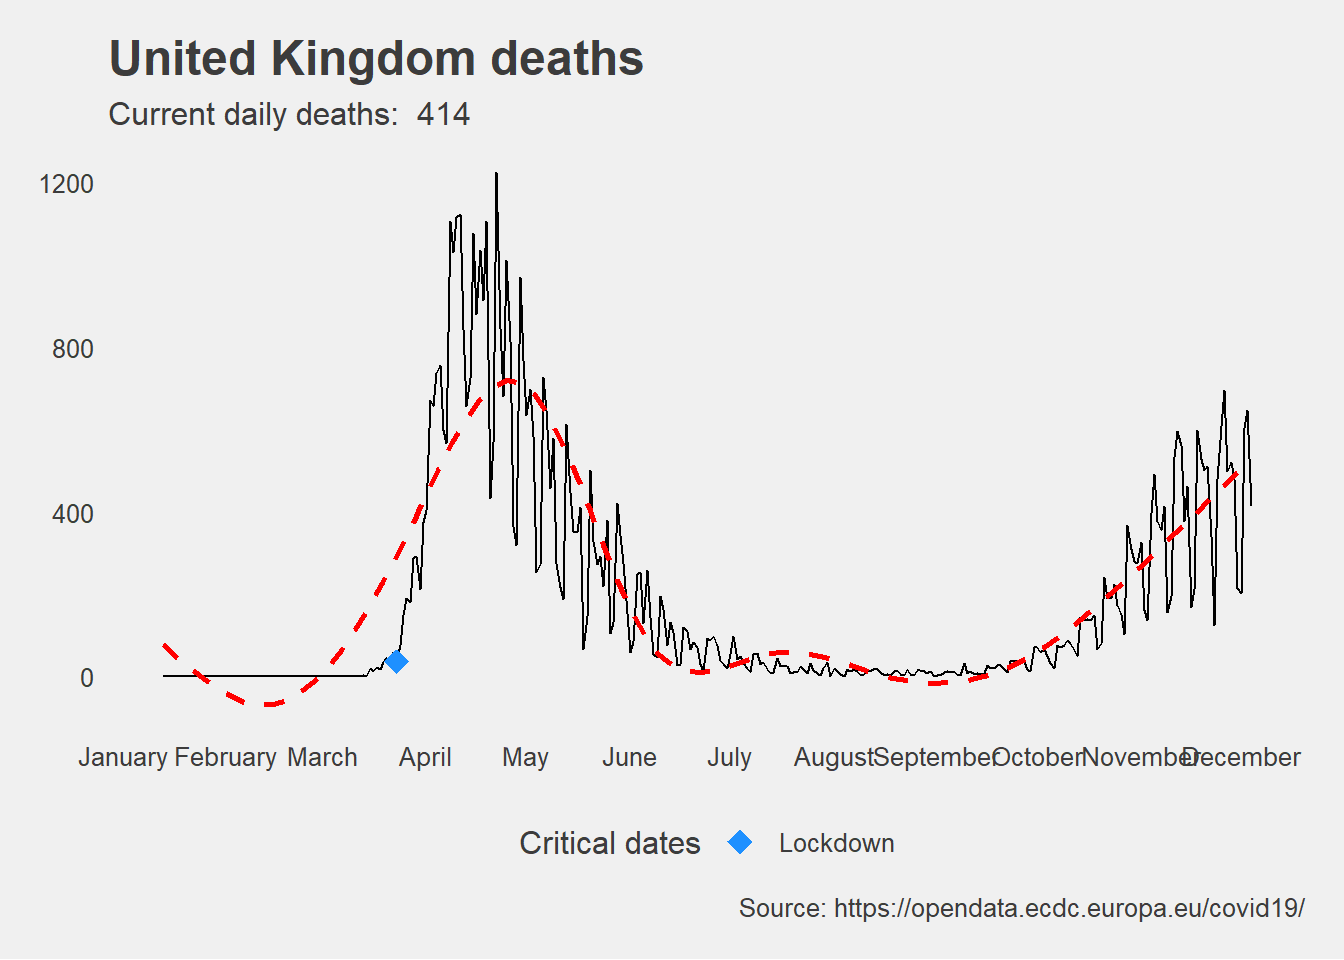 United Kingdom deaths
Current daily deaths:  414
1200
800
400
0
January February March April May June July August September October November December
Critical dates Lockdown
Source: https://opendata.ecdc.europa.eu/covid19/